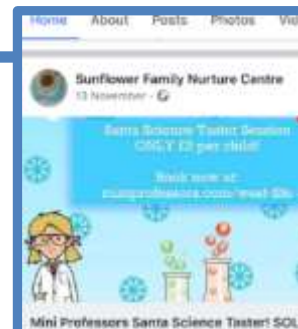 Home About Posts Photos
Sunflower Family Nurture Centre
13 November
Santa Science Taster Session
ONLY £2 per child!
Book now at
Mini Professors Santa Science Taster!